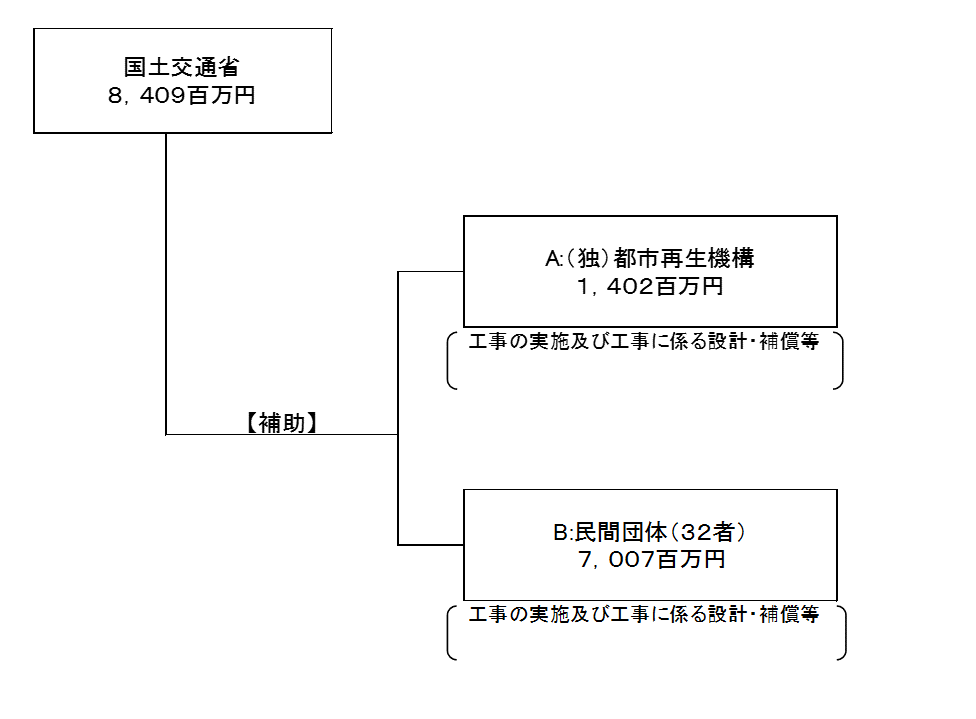 国土交通省
８，４０９百万円
A:（独）都市再生機構
１，４０２百万円
工事の実施及び工事に係る設計・補償等
【補助】
B:民間団体（３２者）
７，００７百万円
工事の実施及び工事に係る設計・補償等